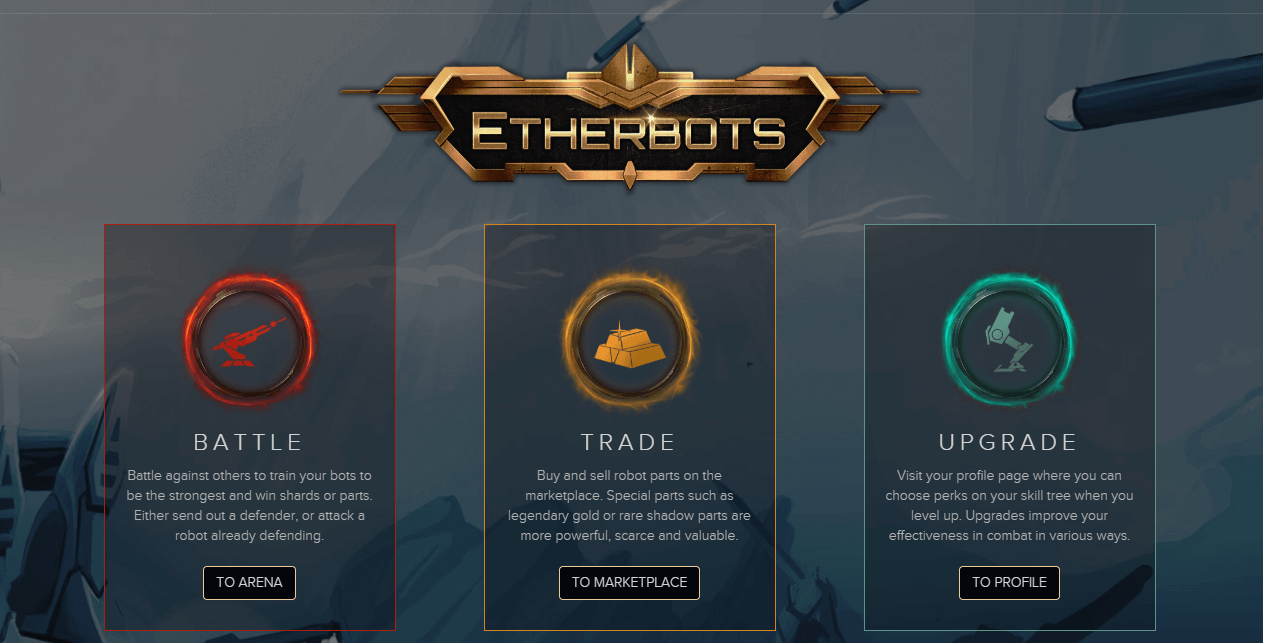 ETHERBOTS
BATTLE
Battle against others to train your bots to
be the strongest and win shards or parts.
Either send out a defender, or attack a
robot already defending.
TO ARENA
TRADE
Buy and sell robot parts on the
marketplace. Special parts such as
legendary gold or rare shadow parts are
more powerful, scarce and valuable.
TO MARKETPLACE
UPGRADE
Visit your profile page where you can
choose perks on your skill tree when you
level up. Upgrades improve your
effectiveness in combat in various ways.
TO PROFILE